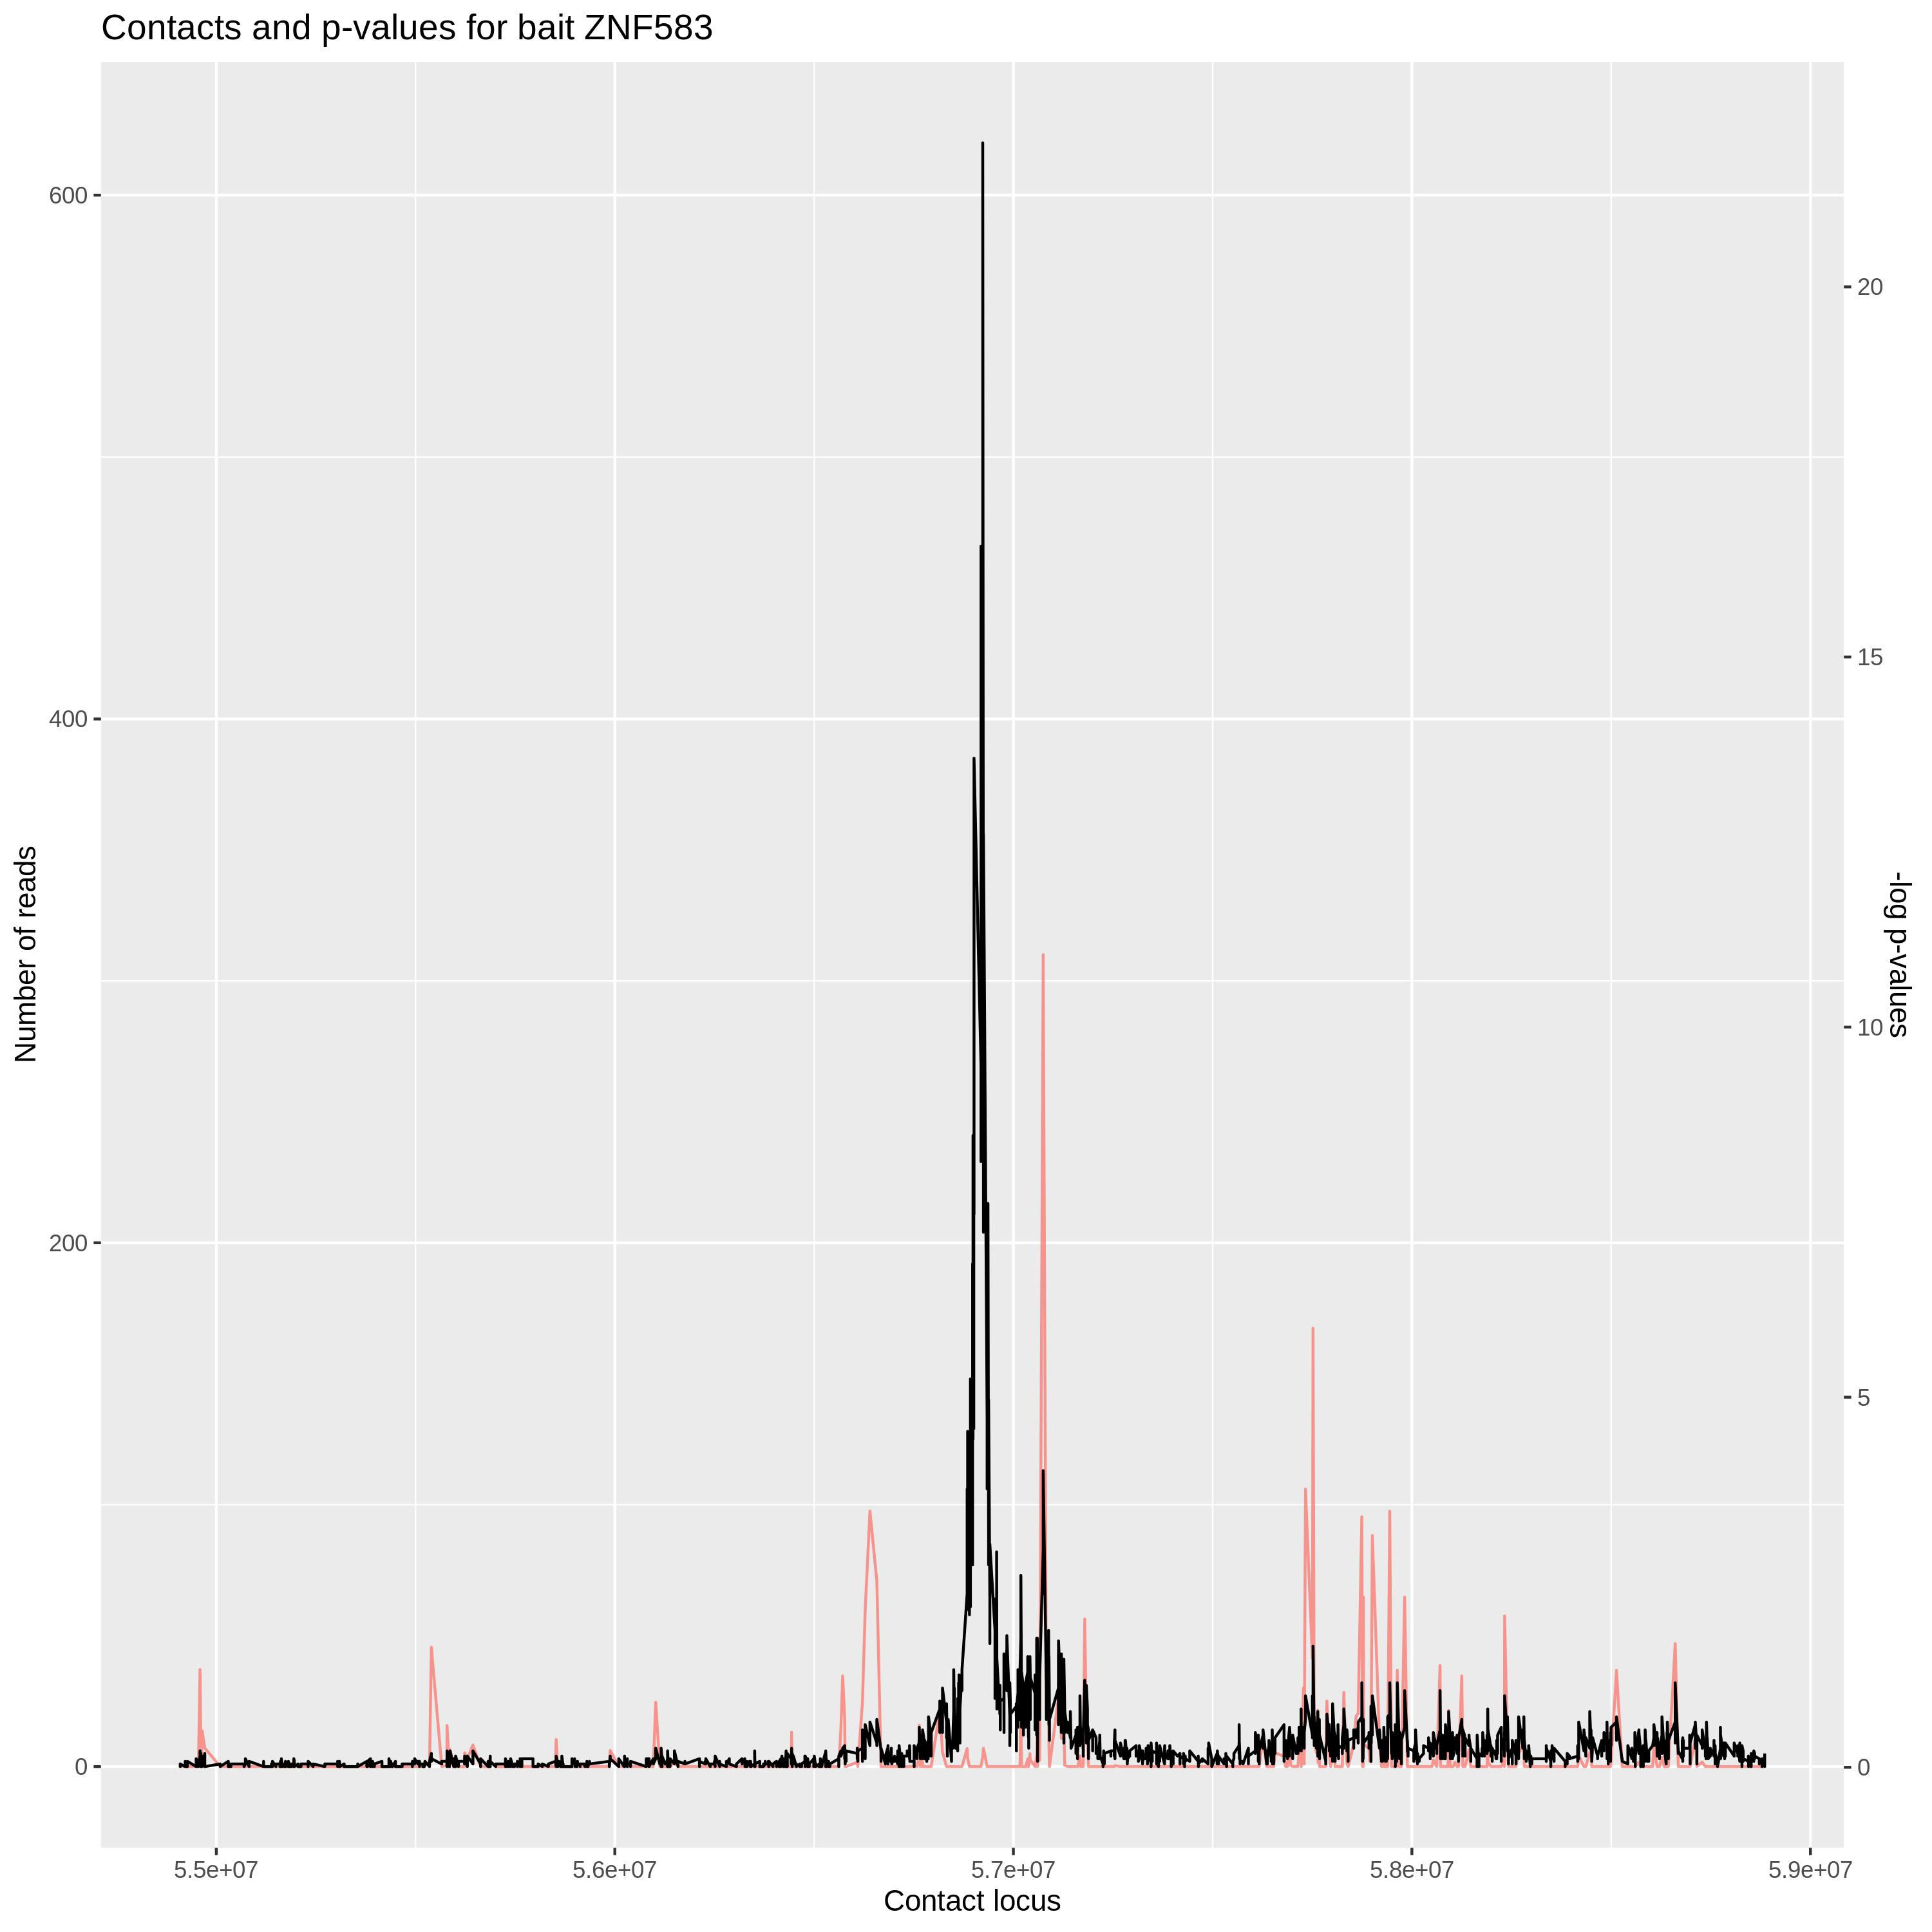 Contacts and p-values for bait ZNF583
600
400
200
0
20
15
10
5
0
Number of reads
-log p-values
5.5e+07 5.6e+07 5.7e+07 5.8e+07 5.9e+07
Contact locus